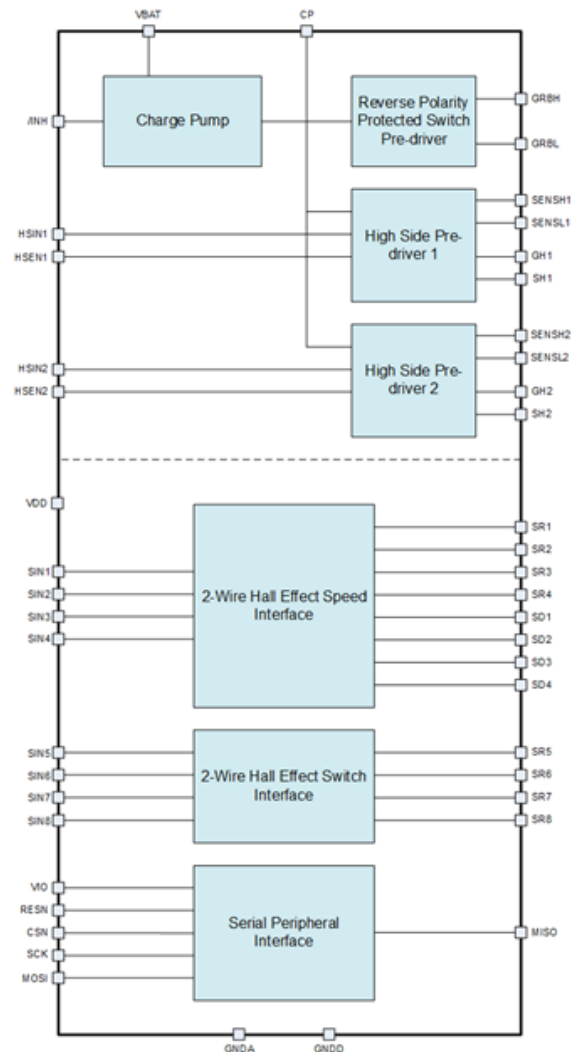 VBAT
CP
/INH
Charge Pump
Reverse Polarity
Protected Switch
Pre-driver
GRBH
GRBL
HSIN1
HSEN1
High Side Pre-
driver 1
SENSH1
SENSL1
GH1
SH1
HSIN2
HSEN2
High Side Pre-
driver 2
SENSH2
SENSL2
GH2
SH2
VDD
SIN1
SIN2
SIN3
SIN4
2-Wire Hall Effect Speed
Interface
SR1
SR2
SR3
SR4
SD1
SD2
SD3
SD4
SIN5
SIN6
SIN7
SIN8
2-Wire Hall Effect Switch
Interface
SR5
SR6
SR7
SR8
VIO
RESN
CSN
SCK
MOSI
Serial Peripheral
Interface
MISO
GNDA
GNDD